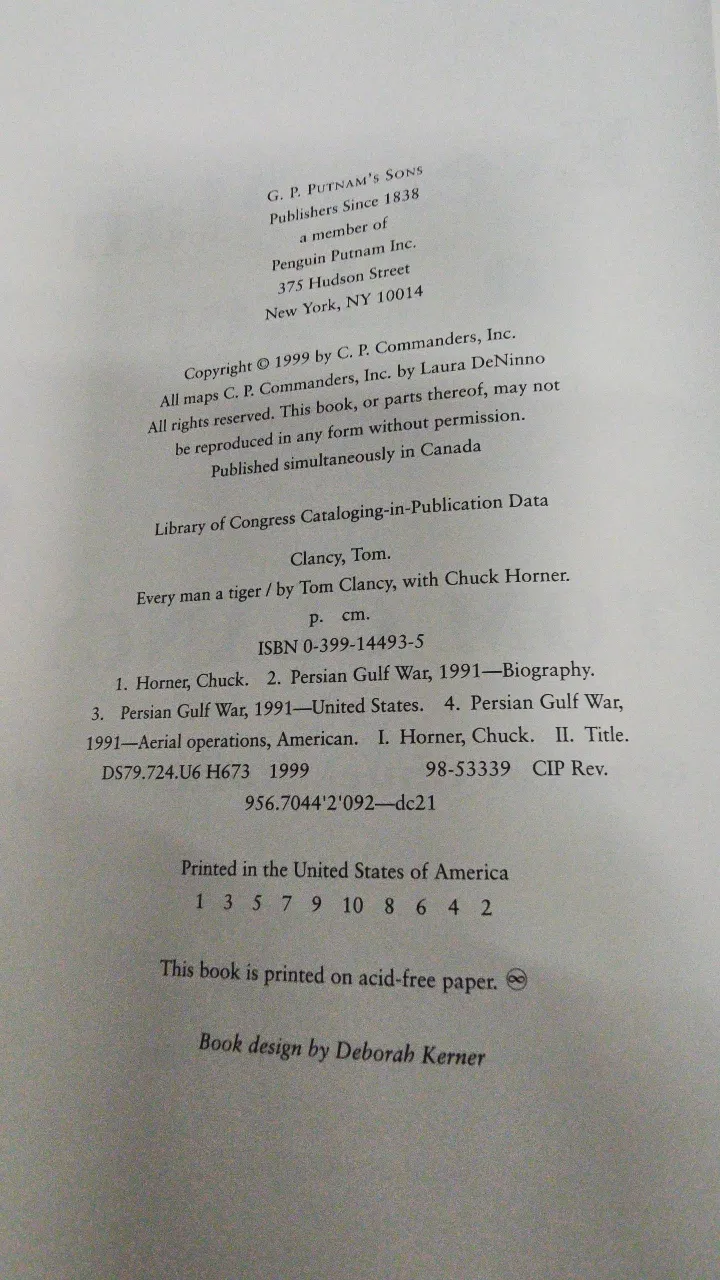 G. P. Putnam's Sons
Publishers Since 1838
a member of
Penguin Putnam Inc.
375 Hudson Street
New York, NY 10014
Copyright © 1999 by C. P. Commanders, Inc.
All maps C. P. Commanders, Inc. by Laura DeNinno
All rights reserved. This book, or parts thereof, may not
be reproduced in any form without permission.
Published simultaneously in Canada
Library of Congress Cataloging-in-Publication Data
Clancy, Tom.
Every man a tiger / by Tom Clancy, with Chuck Horner.
p. cm.
ISBN 0-399-14493-5
1. Horner, Chuck. 2. Persian Gulf War, 1991—Biography.
3. Persian Gulf War, 1991—United States. 4. Persian Gulf War,
1991—Aerial operations, American. I. Horner, Chuck. II. Title.
DS79.724.U6 H673 1999 98-53339 CIP Rev.
956.7044'2'092—dc21
Printed in the United States of America
1 3 5 7 9 10 8 6 4 2
This book is printed on acid-free paper. ♾
Book design by Deborah Kerner